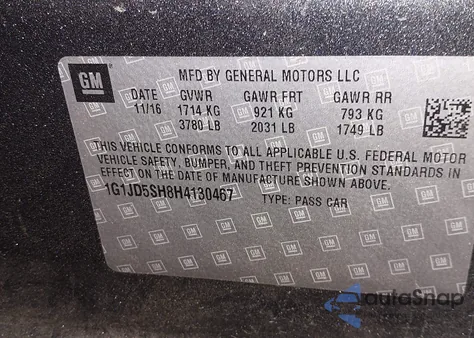 GM
MFD BY GENERAL MOTORS LLC
DATE GVWR GAWR FRT GAWR RR
11/16 1714 KG 921 KG 793 KG
3780 LB 2031 LB 1749 LB
THIS VEHICLE CONFORMS TO ALL APPLICABLE U.S. FEDERAL MOTOR
VEHICLE SAFETY, BUMPER, AND THEFT PREVENTION STANDARDS IN
EFFECT ON THE DATE OF MANUFACTURE SHOWN ABOVE.
1G1JD5SH8H4130467
TYPE: PASS CAR
autoSnap